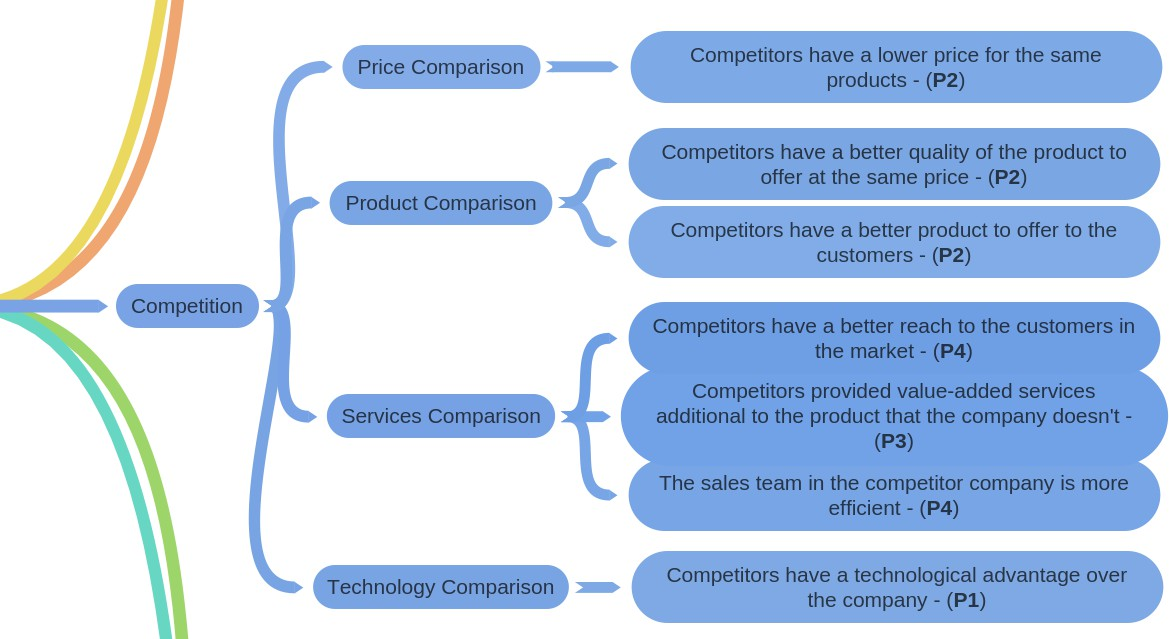 Competition
Price Comparison
Competitors have a lower price for the same
products - (P2)
Product Comparison
Competitors have a better quality of the product to
offer at the same price - (P2)
Competitors have a better product to offer to the
customers - (P2)
Services Comparison
Competitors have a better reach to the customers in
the market - (P4)
Competitors provided value-added services
additional to the product that the company doesn't -
(P3)
The sales team in the competitor company is more
efficient - (P4)
Technology Comparison
Competitors have a technological advantage over
the company - (P1)